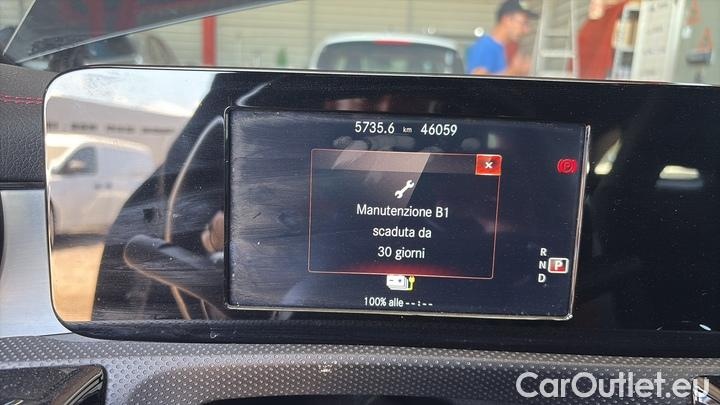 5735.6 km 46059
Manutenzione B1
scaduta da
30 giorni
R
N
P
D
100% alle --:--
CarOutlet.eu